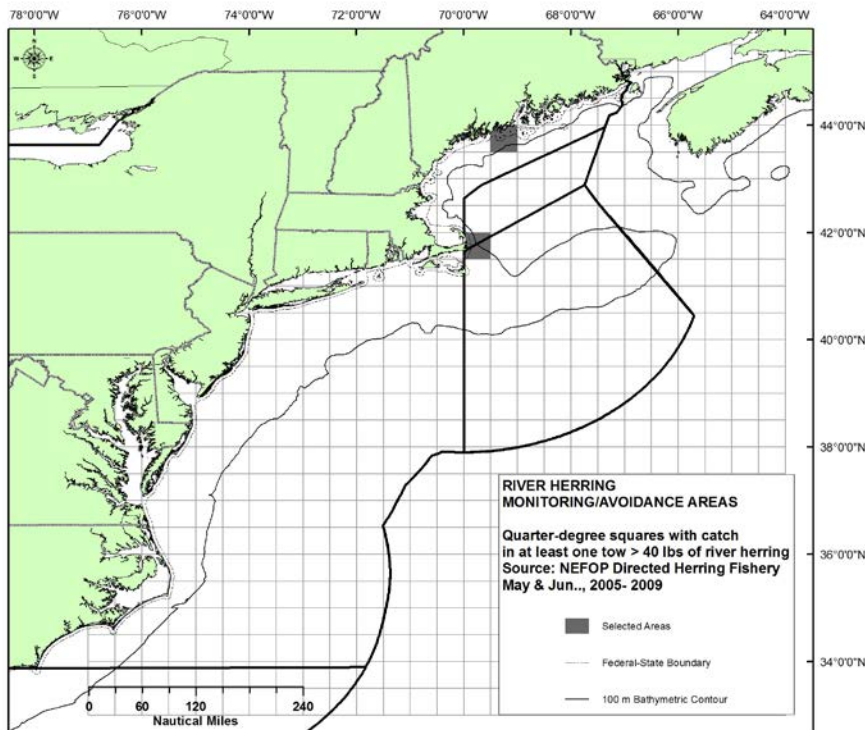 78°0'0"W 76°0'0"W 74°0'0"W 72°0'0"W 70°0'0"W 68°0'0"W 66°0'0"W 64°0'0"W
N
W E
S
44°0'0"N
42°0'0"N
40°0'0"N
38°0'0"N
36°0'0"N
34°0'0"N
RIVER HERRING
MONITORING/AVOIDANCE AREAS
Quarter-degree squares with catch
in at least one tow > 40 lbs of river herring
Source: NEFOP Directed Herring Fishery
May & Jun.., 2005- 2009
Selected Areas
Federal-State Boundary
100 m Bathymetric Contour
0 60 120 240
Nautical Miles